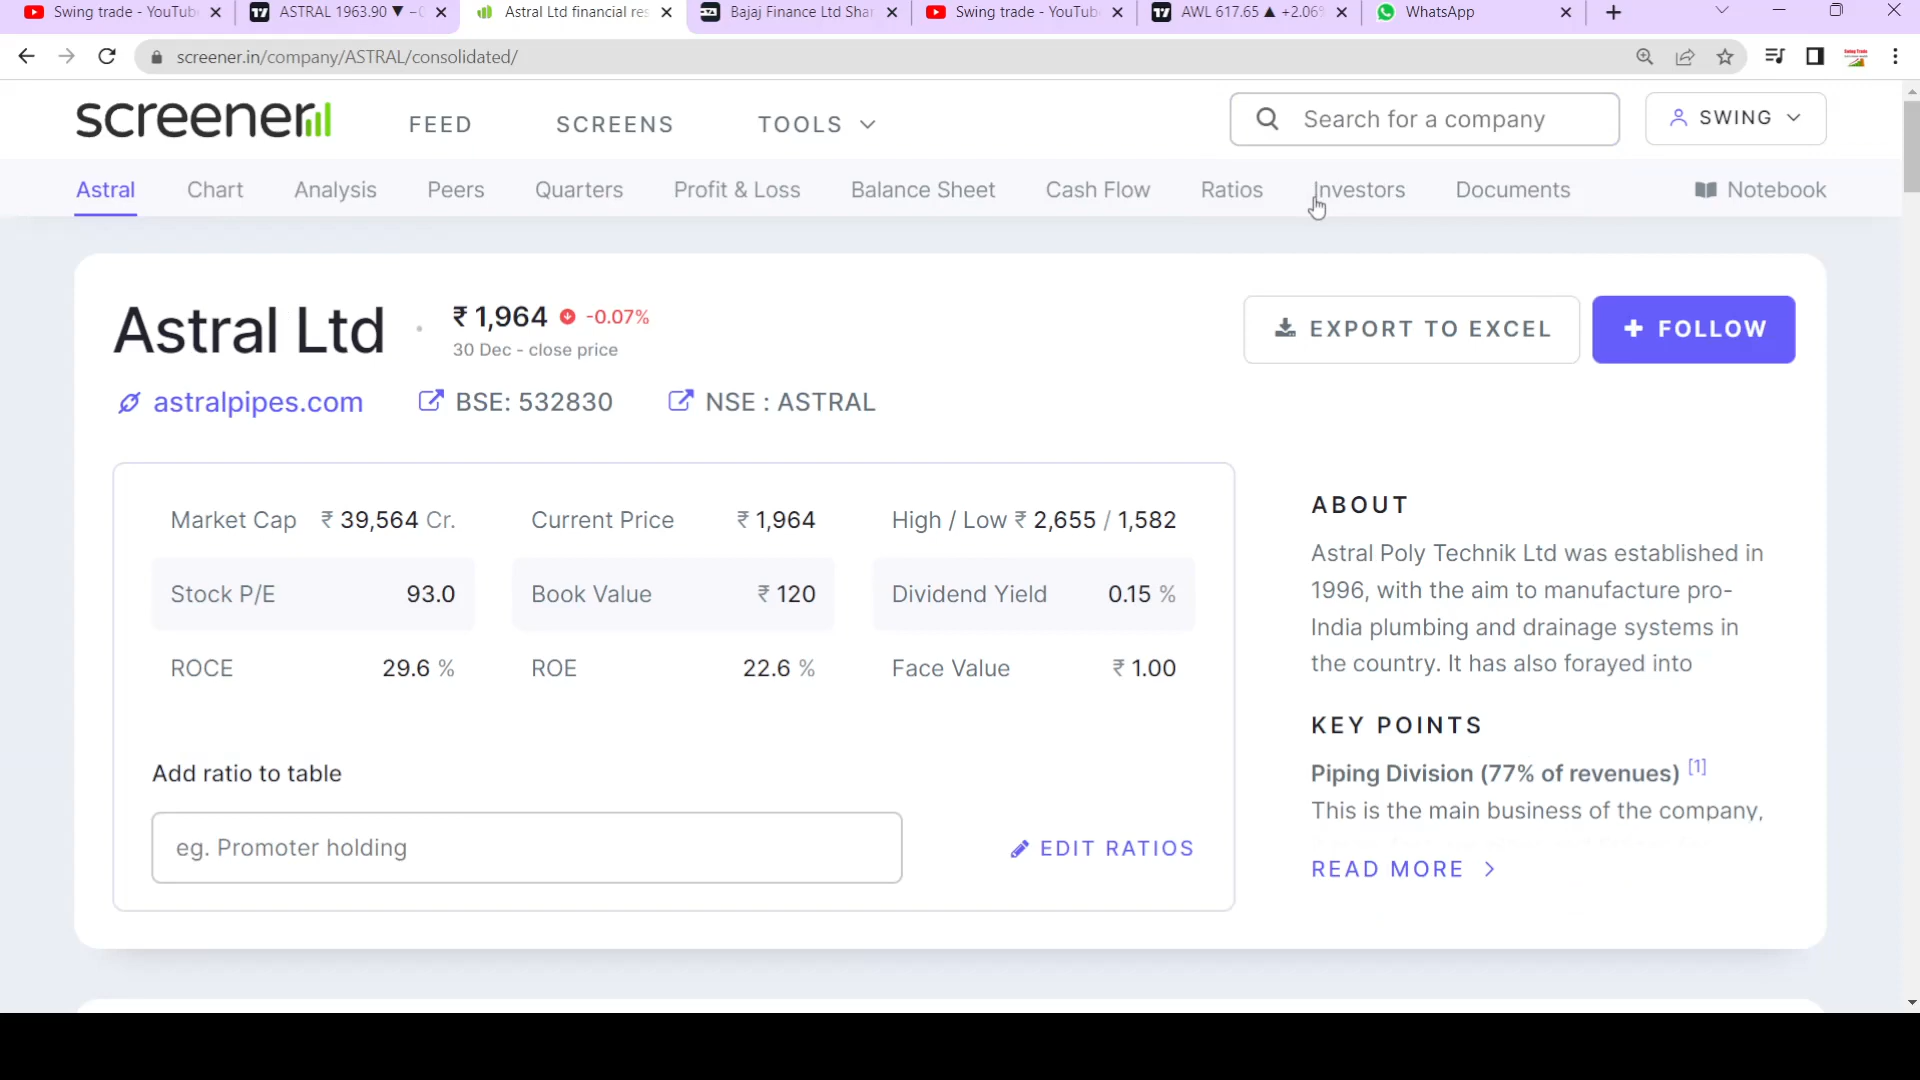 Swing trade - YouTub
ASTRAL 1963.90 ▼ −0
Astral Ltd financial res
Bajaj Finance Ltd Shar
Swing trade - YouTub
AWL 617.65 ▲ +2.06%
WhatsApp
screener.in/company/ASTRAL/consolidated/
screener
FEED
SCREENS
TOOLS
Search for a company
SWING
Astral
Chart
Analysis
Peers
Quarters
Profit & Loss
Balance Sheet
Cash Flow
Ratios
Investors
Documents
Notebook
Astral Ltd
₹ 1,964 -0.07%
30 Dec - close price
EXPORT TO EXCEL
+ FOLLOW
astralpipes.com
BSE: 532830
NSE : ASTRAL
Market Cap ₹ 39,564 Cr.
Current Price ₹ 1,964
High / Low ₹ 2,655 / 1,582
Stock P/E 93.0
Book Value ₹ 120
Dividend Yield 0.15 %
ROCE 29.6 %
ROE 22.6 %
Face Value ₹ 1.00
Add ratio to table
eg. Promoter holding
EDIT RATIOS
ABOUT
Astral Poly Technik Ltd was established in
1996, with the aim to manufacture pro-
India plumbing and drainage systems in
the country. It has also forayed into
KEY POINTS
Piping Division (77% of revenues) [1]
This is the main business of the company,
READ MORE >